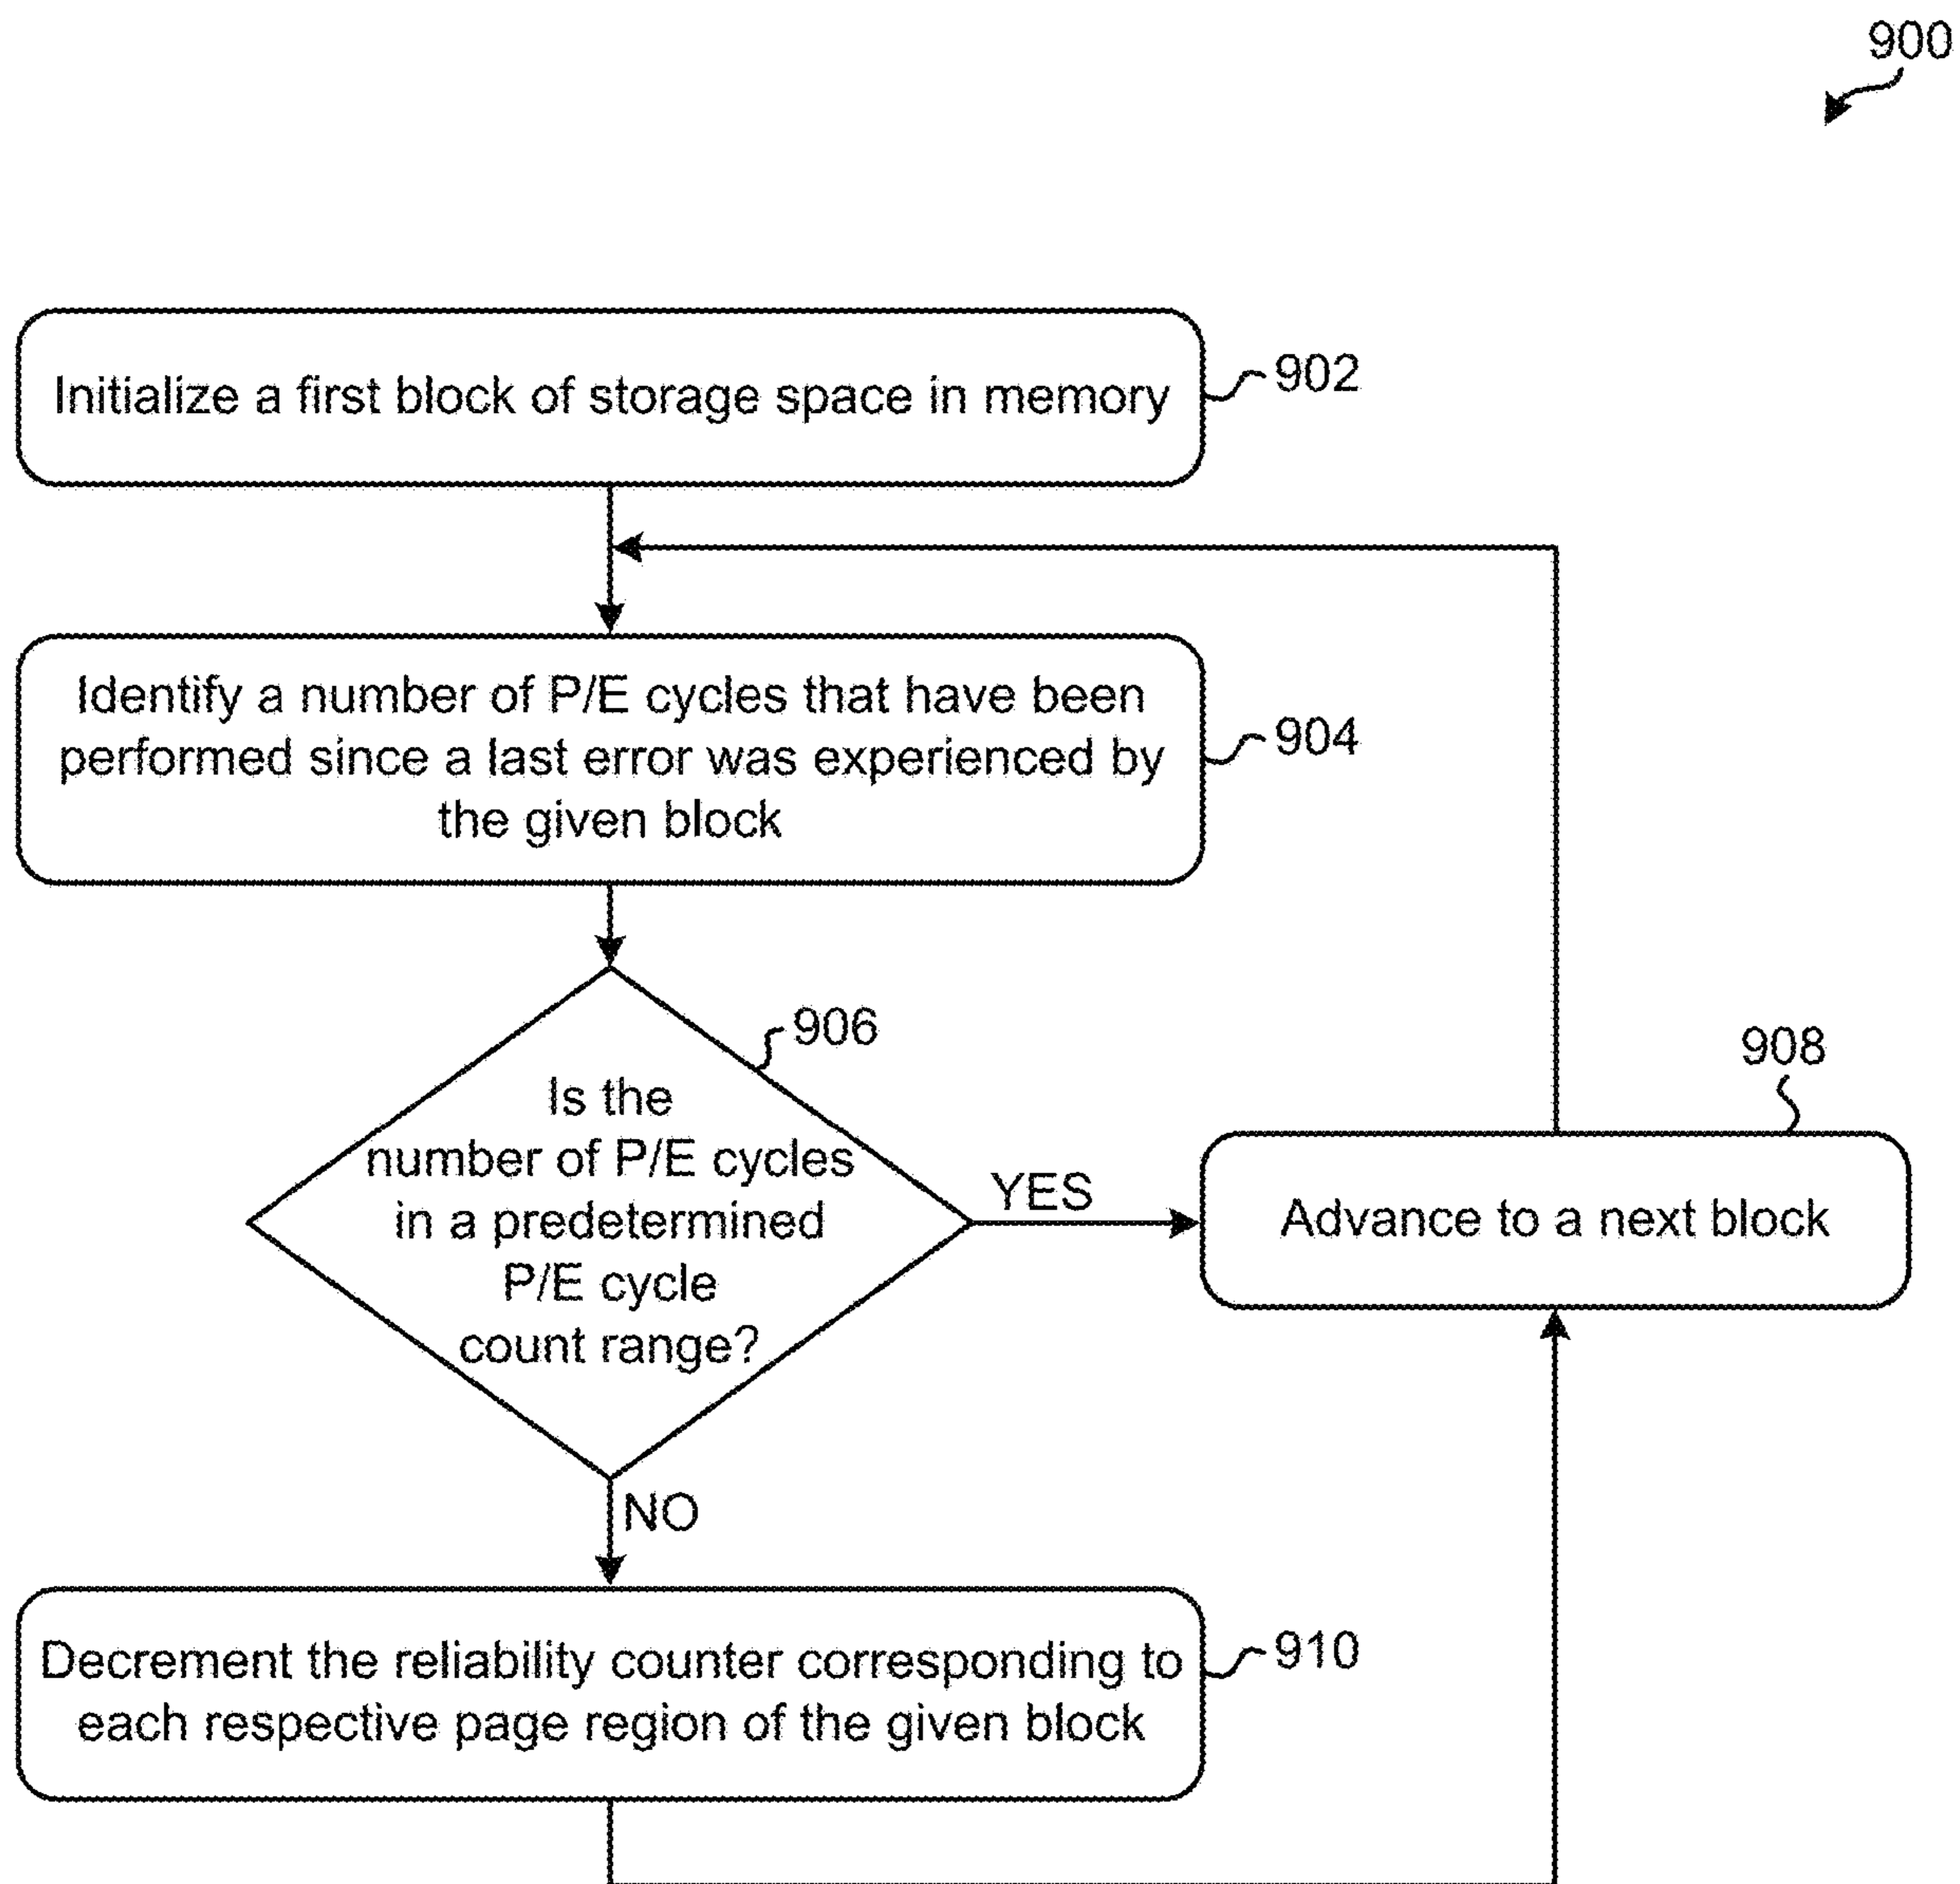 900
Initialize a first block of storage space in memory
902
Identify a number of P/E cycles that have been
performed since a last error was experienced by
the given block
904
906
Is the
number of P/E cycles
in a predetermined
P/E cycle
count range?
YES
908
Advance to a next block
NO
Decrement the reliability counter corresponding to
each respective page region of the given block
910